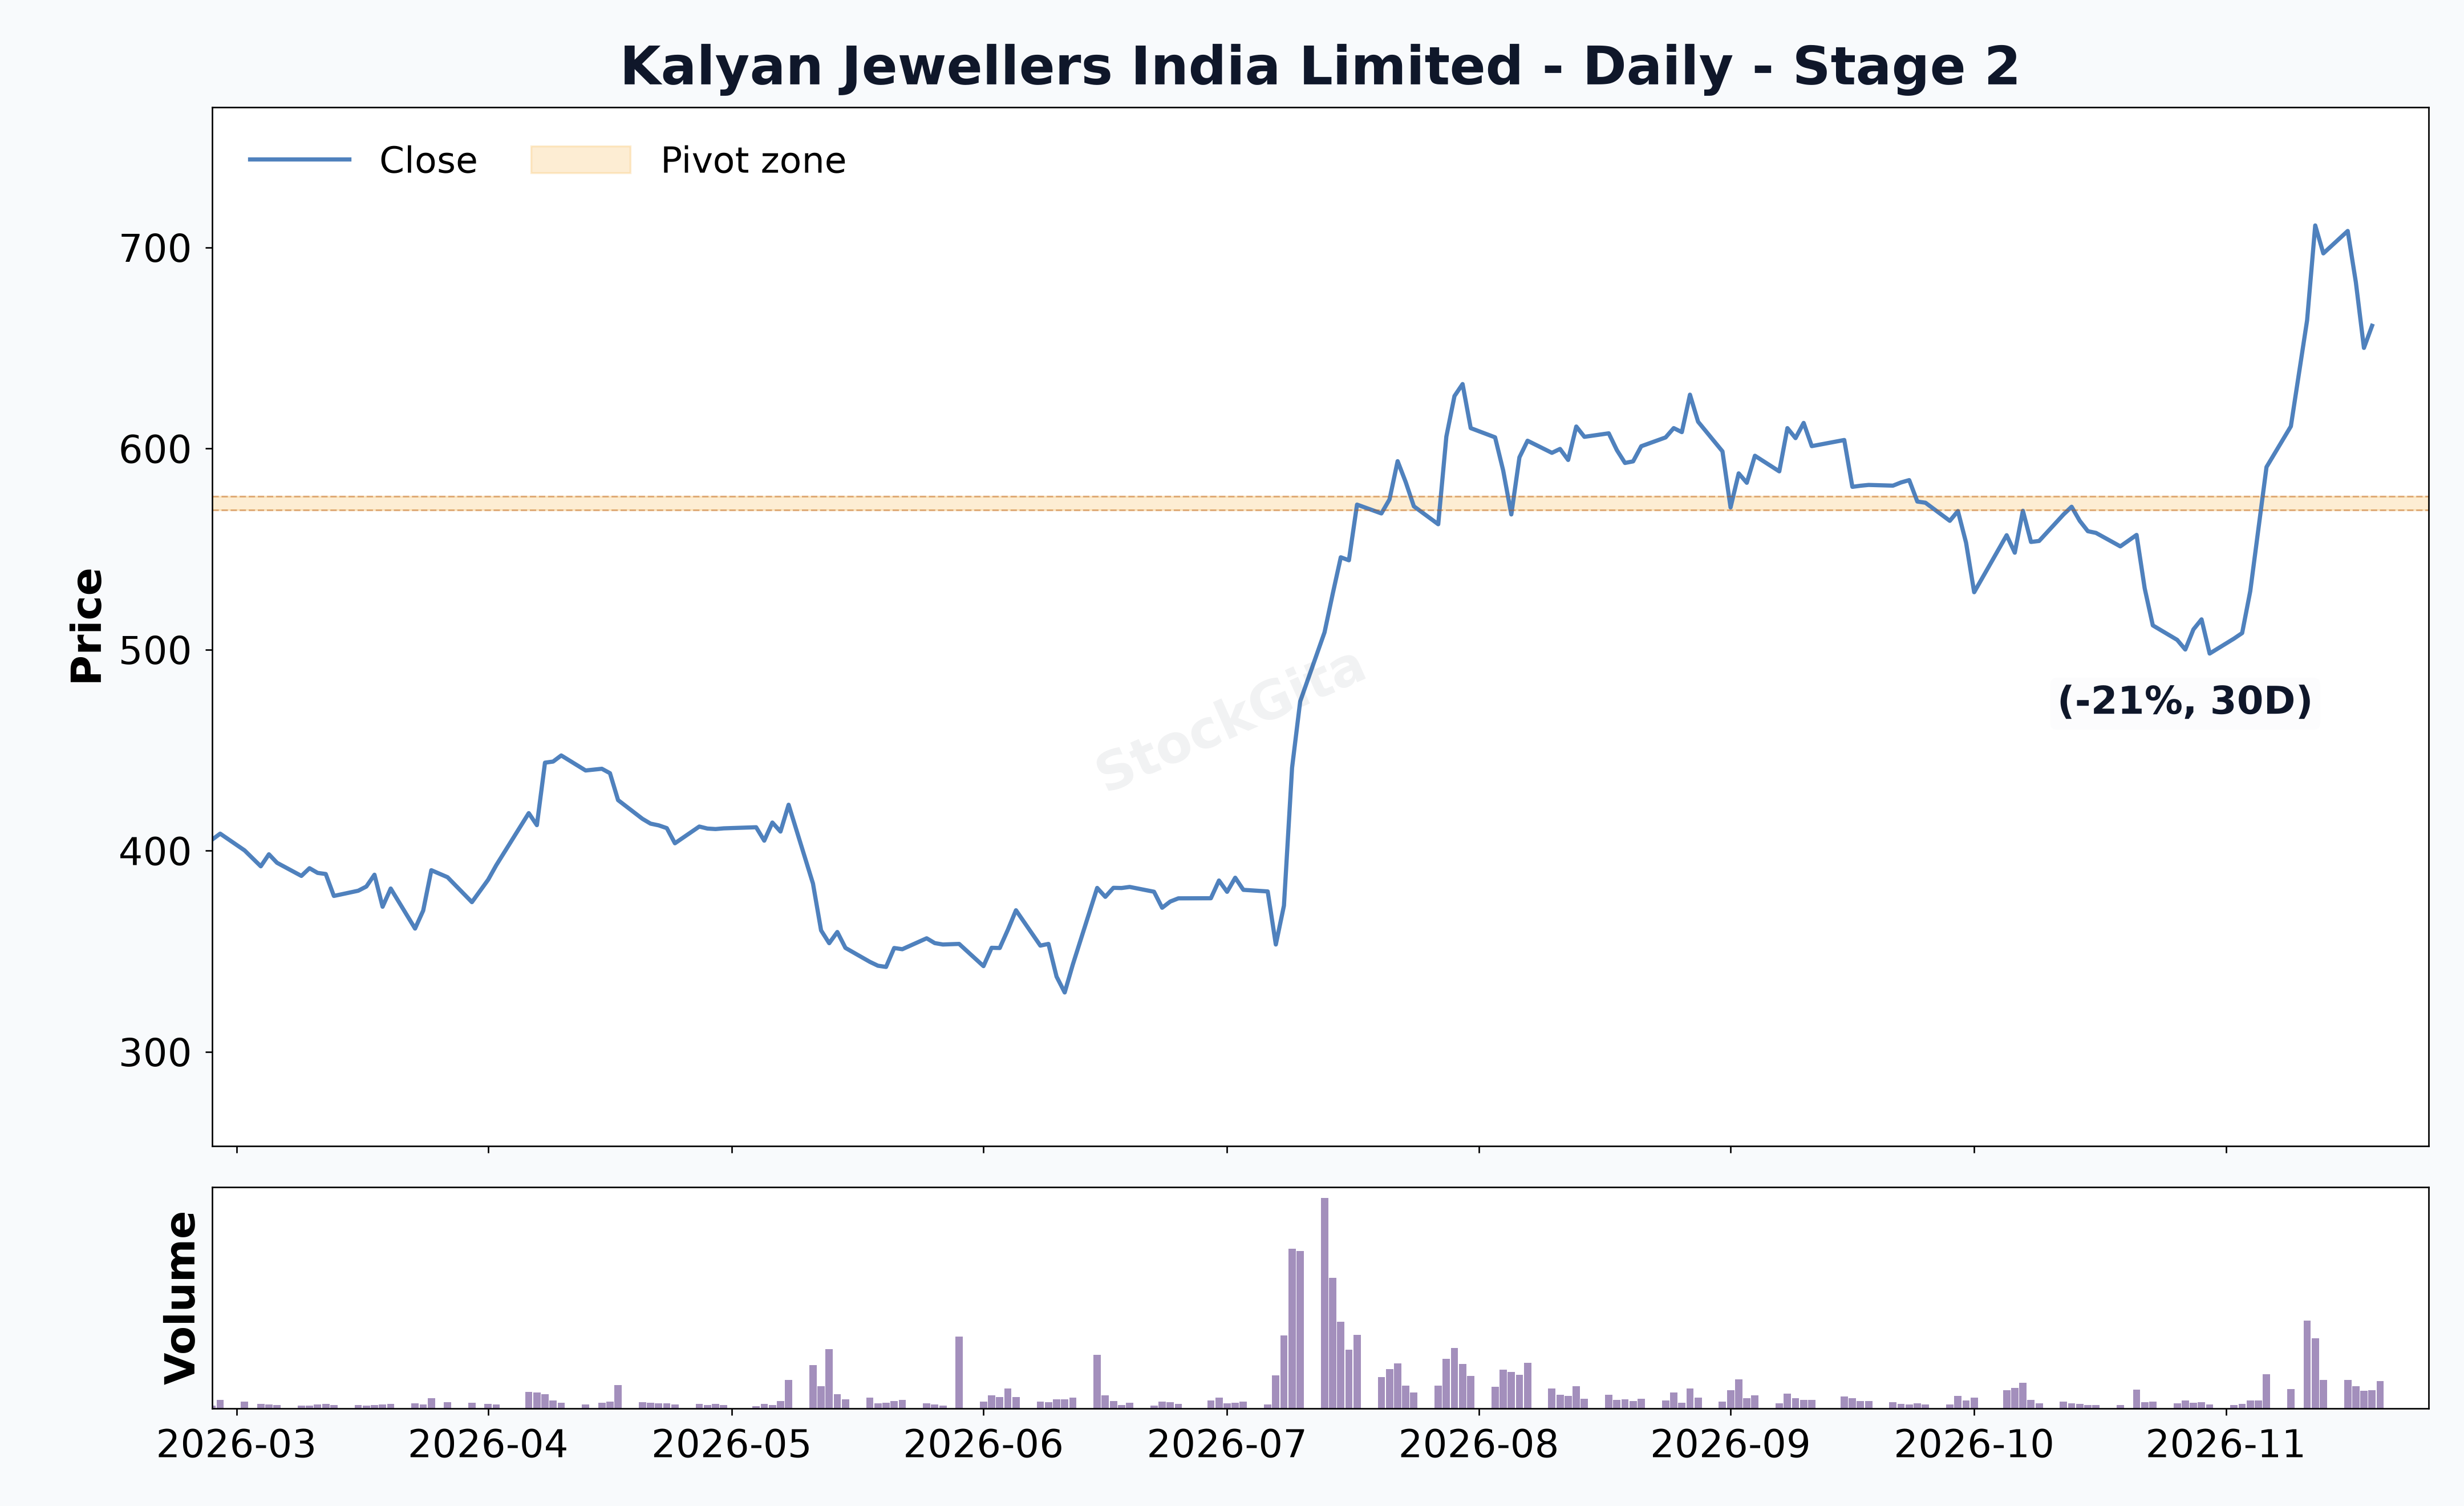 Kalyan Jewellers India Limited - Daily - Stage 2
Close
Pivot zone
700
600
500
400
300
Price
StockGita
(-21%, 30D)
Volume
2026-03
2026-04
2026-05
2026-06
2026-07
2026-08
2026-09
2026-10
2026-11